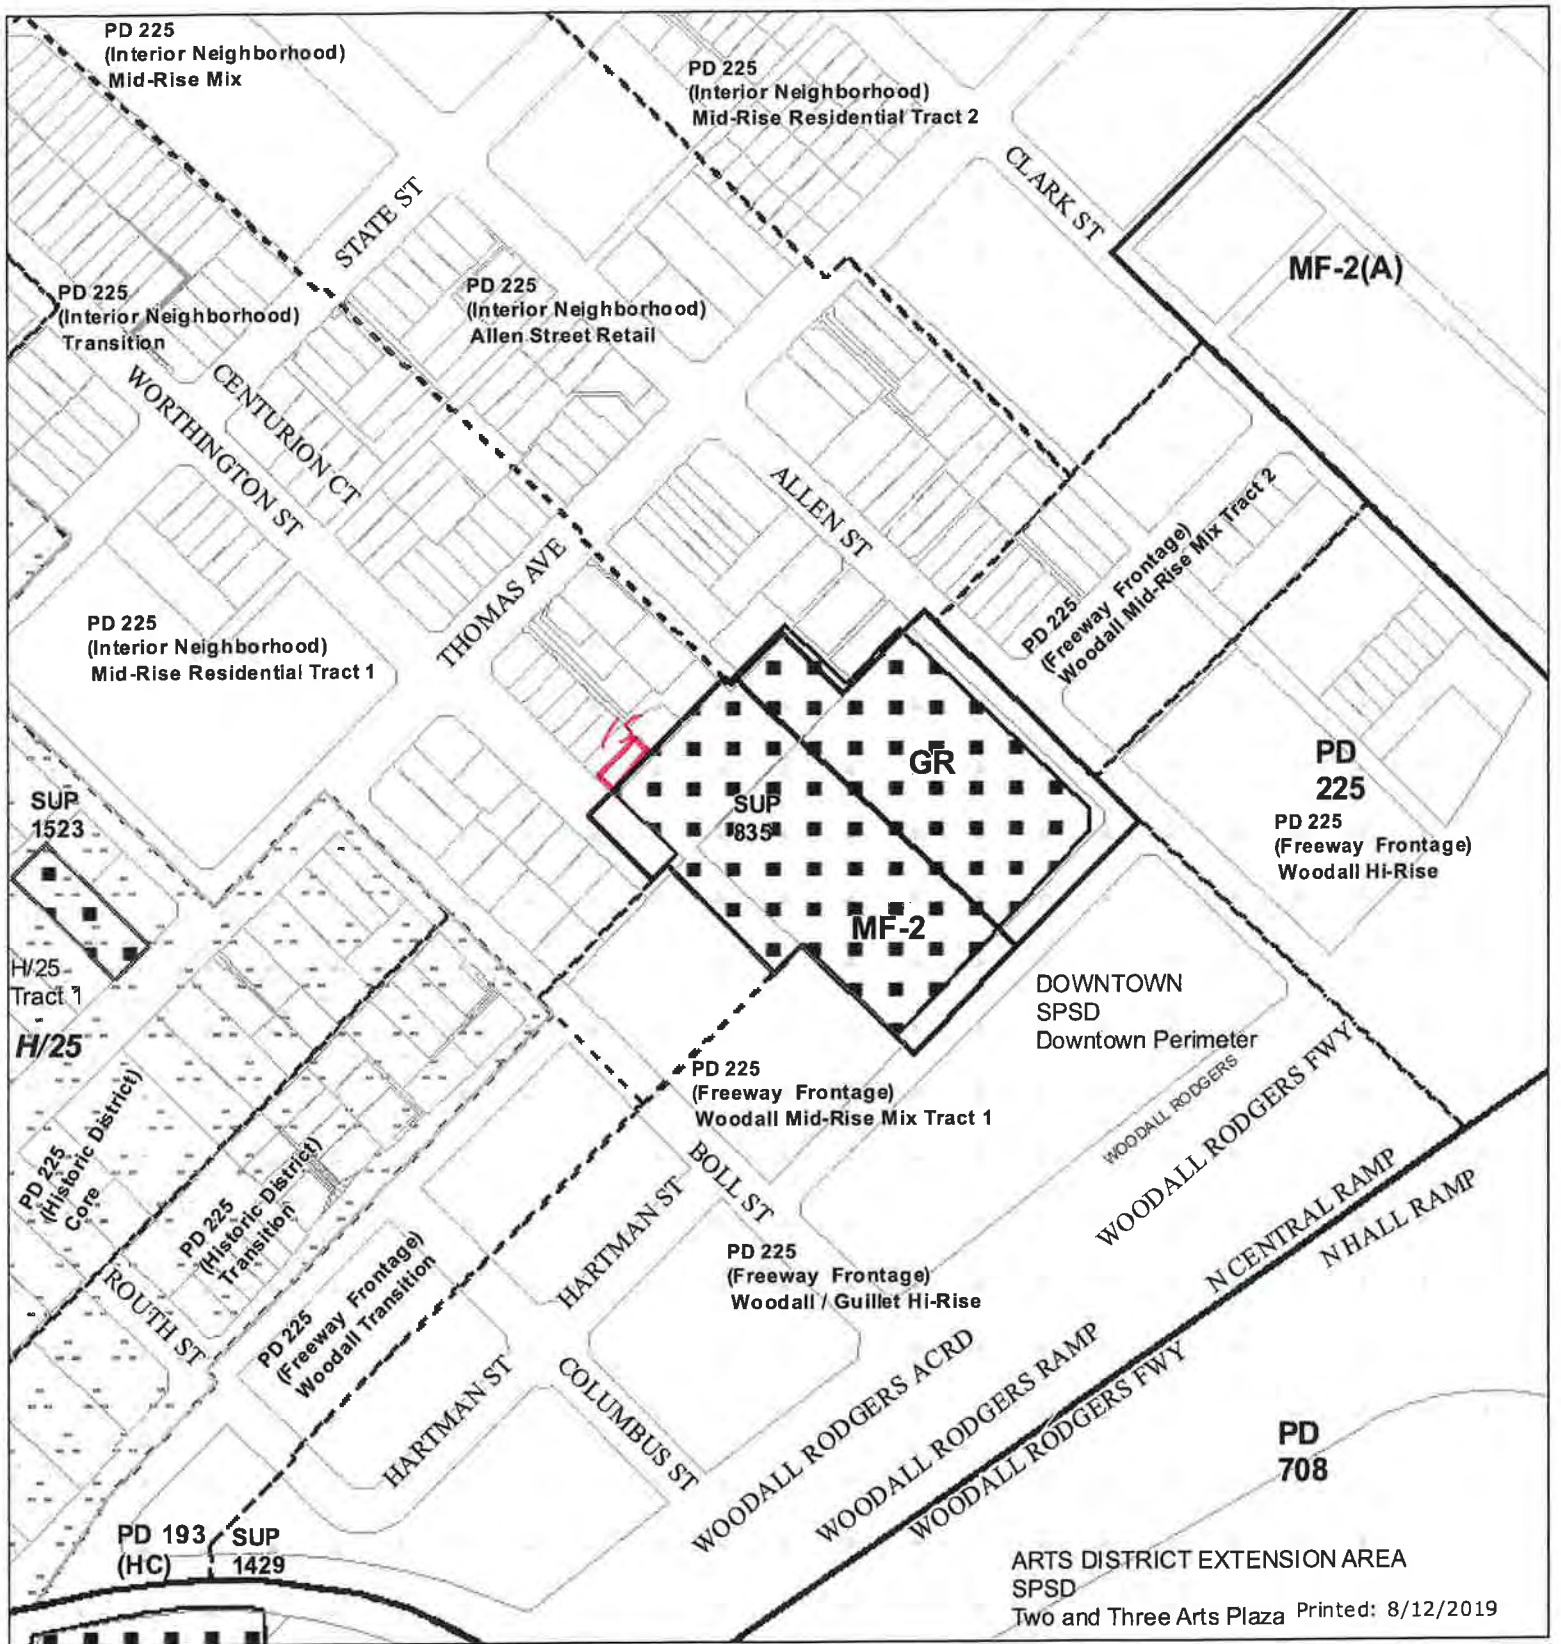 PD 225
(Interior Neighborhood)
Mid-Rise Mix
PD 225
(Interior Neighborhood)
Mid-Rise Residential Tract 2
CLARK ST
STATE ST
MF-2(A)
PD 225
(Interior Neighborhood)
Transition
PD 225
(Interior Neighborhood)
Allen Street Retail
CENTURION CT
WORTHINGTON ST
ALLEN ST
THOMAS AVE
PD 225
(Freeway Frontage)
Woodall Mid-Rise Mix Tract 2
PD 225
(Interior Neighborhood)
Mid-Rise Residential Tract 1
GR
SUP
835
PD
225
PD 225
(Freeway Frontage)
Woodall Hi-Rise
SUP
1523
MF-2
H/25
Tract 1
H/25
DOWNTOWN
SPSD
Downtown Perimeter
PD 225
(Freeway Frontage)
Woodall Mid-Rise Mix Tract 1
WOODALL RODGERS
WOODALL RODGERS FWY
PD 225
(Historic District)
Core
PD 225
(Historic District)
Transition
BOLL ST
HARTMAN ST
N CENTRAL RAMP
N HALL RAMP
PD 225
(Freeway Frontage)
Woodall / Guillet Hi-Rise
ROUTH ST
PD 225
(Freeway Frontage)
Woodall Transition
HARTMAN ST
COLUMBUS ST
WOODALL RODGERS ACRD
WOODALL RODGERS RAMP
WOODALL RODGERS FWY
PD
708
PD 193
(HC)
SUP
1429
ARTS DISTRICT EXTENSION AREA
SPSD
Two and Three Arts Plaza
Printed: 8/12/2019